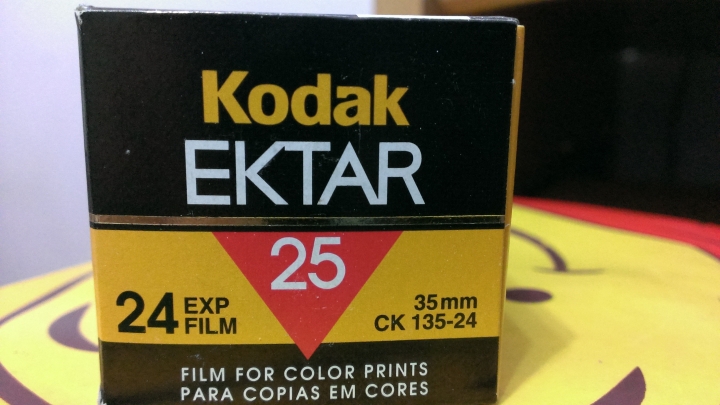 Kodak
EKTAR
25
24 EXP FILM
35mm
CK 135-24
FILM FOR COLOR PRINTS
PARA COPIAS EM CORES